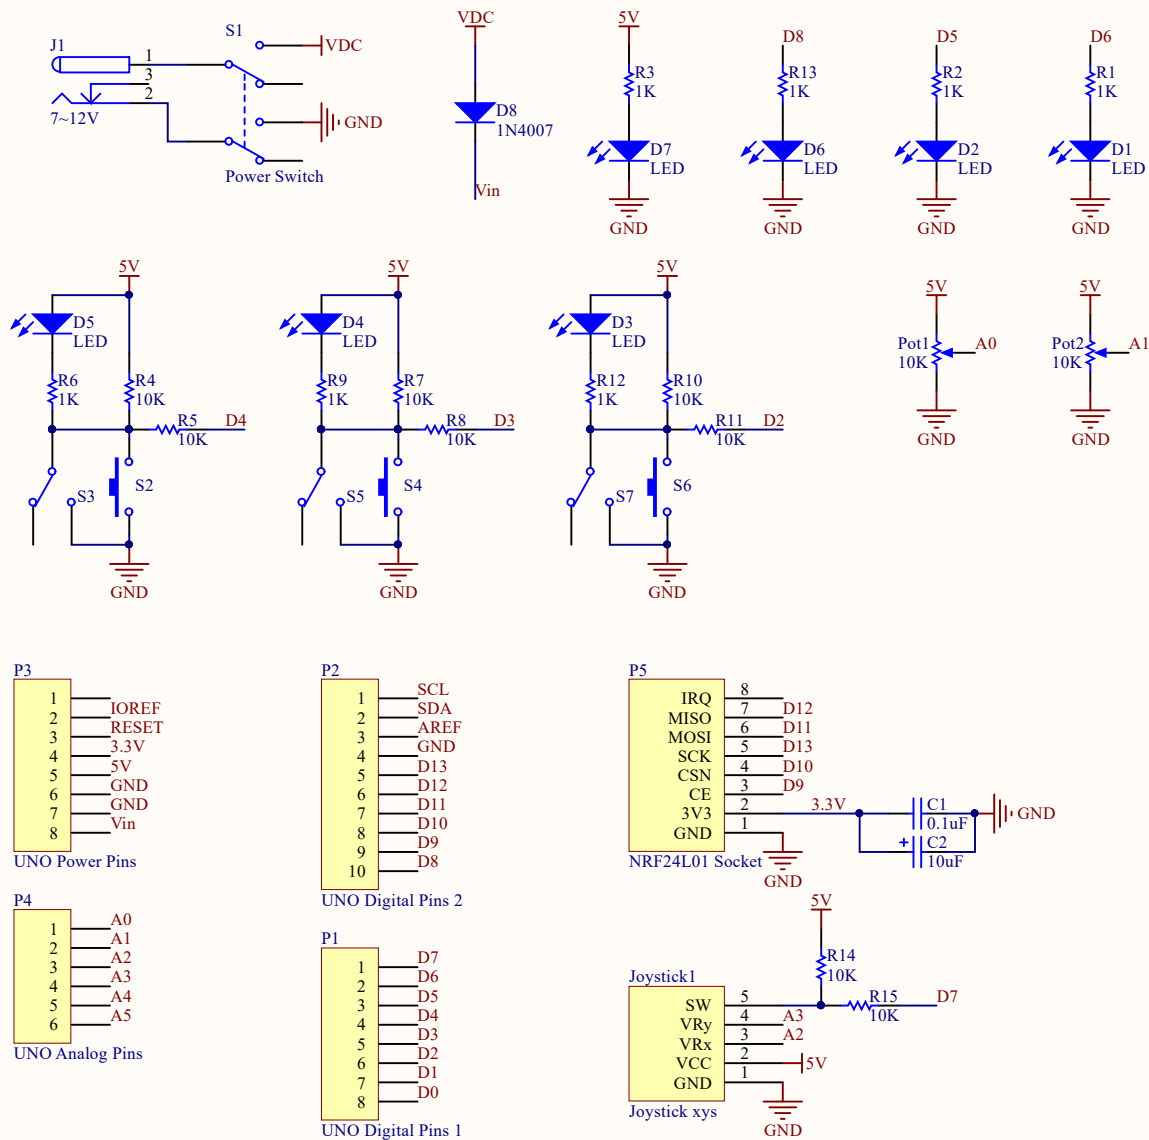 J1
1
3
2
7~12V
S1
VDC
GND
Power Switch
VDC
D8
1N4007
Vin
5V
R3
1K
D7
LED
GND
D8
R13
1K
D6
LED
GND
D5
R2
1K
D2
LED
GND
D6
R1
1K
D1
LED
GND
5V
D5
LED
R6
1K
R4
10K
R5
10K
D4
S3
S2
GND
5V
D4
LED
R9
1K
R7
10K
R8
10K
D3
S5
S4
GND
5V
D3
LED
R12
1K
R10
10K
R11
10K
D2
S7
S6
GND
5V
Pot1
10K
A0
GND
5V
Pot2
10K
A1
GND
P3
1
2 IOREF
3 RESET
4 3.3V
5 5V
6 GND
7 GND
8 Vin
UNO Power Pins
P4
1 A0
2 A1
3 A2
4 A3
5 A4
6 A5
UNO Analog Pins
P2
1 SCL
2 SDA
3 AREF
4 GND
5 D13
6 D12
7 D11
8 D10
9 D9
10 D8
UNO Digital Pins 2
P1
1 D7
2 D6
3 D5
4 D4
5 D3
6 D2
7 D1
8 D0
UNO Digital Pins 1
P5
IRQ 8
MISO 7 D12
MOSI 6 D11
SCK 5 D13
CSN 4 D10
CE 3 D9
3V3 2 3.3V
GND 1
NRF24L01 Socket
GND
C1
0.1uF
+ C2
10uF
GND
5V
R14
10K
R15
10K
D7
Joystick1
SW 5
VRy 4 A3
VRx 3 A2
VCC 2 5V
GND 1
Joystick xys
GND